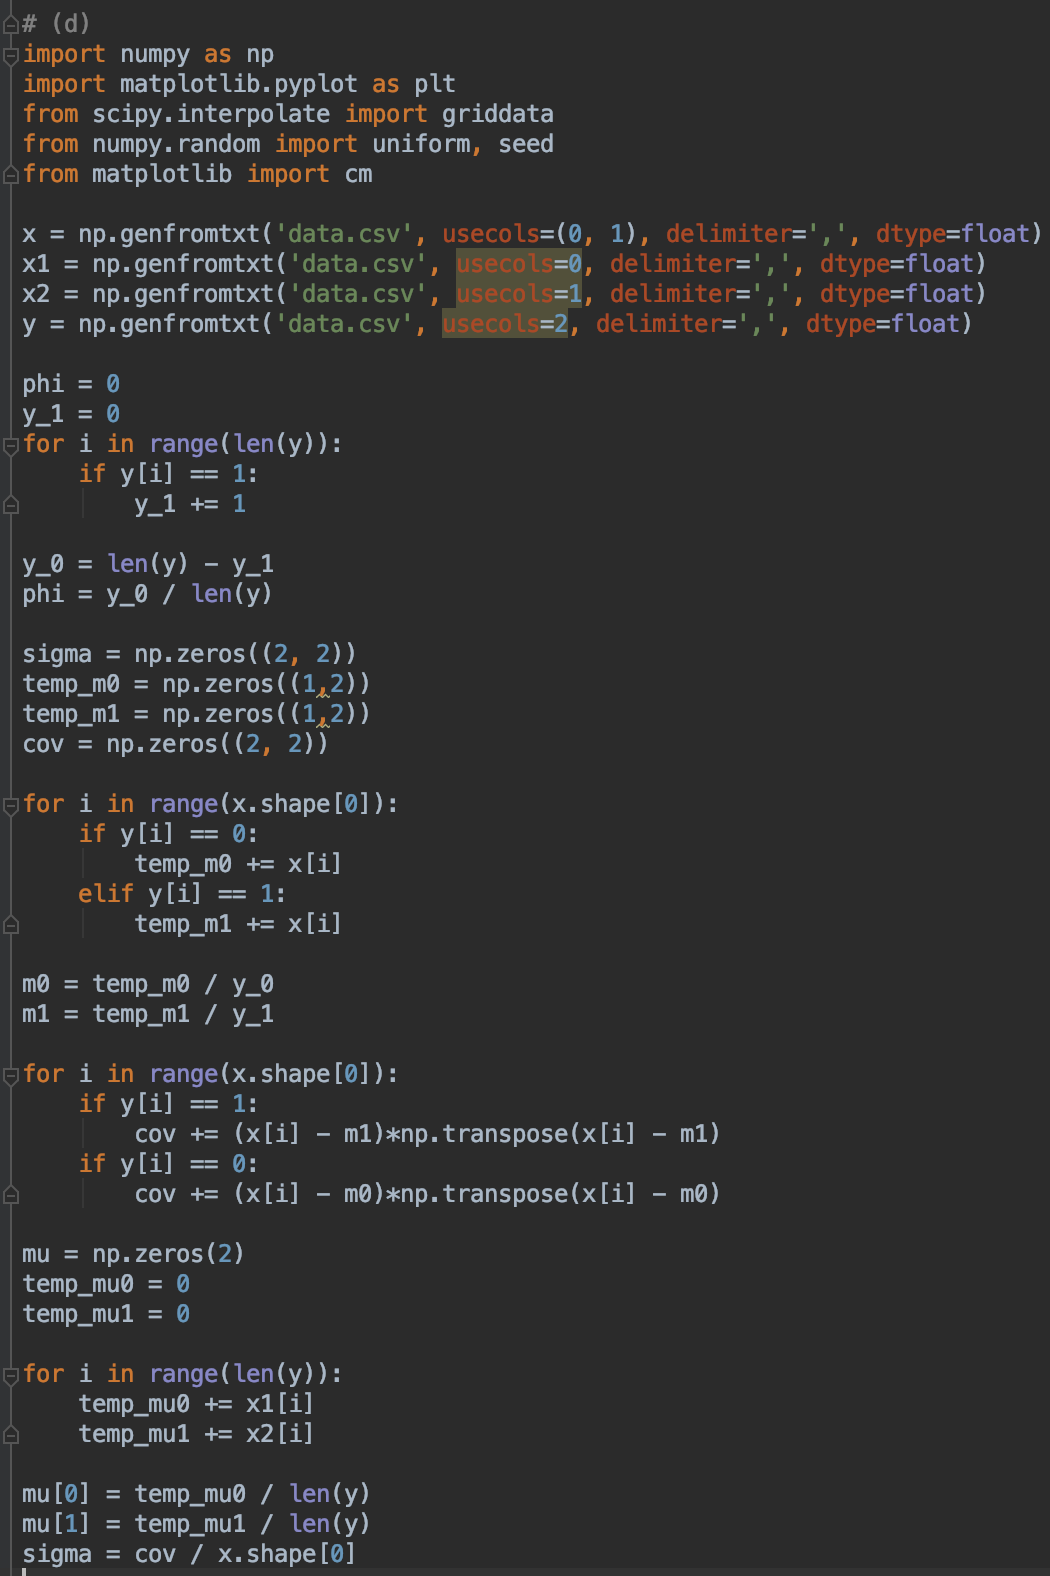 # (d)
import numpy as np
import matplotlib.pyplot as plt
from scipy.interpolate import griddata
from numpy.random import uniform, seed
from matplotlib import cm

x = np.genfromtxt('data.csv', usecols=(0, 1), delimiter=',', dtype=float)
x1 = np.genfromtxt('data.csv', usecols=0, delimiter=',', dtype=float)
x2 = np.genfromtxt('data.csv', usecols=1, delimiter=',', dtype=float)
y = np.genfromtxt('data.csv', usecols=2, delimiter=',', dtype=float)

phi = 0
y_1 = 0
for i in range(len(y)):
    if y[i] == 1:
        y_1 += 1

y_0 = len(y) - y_1
phi = y_0 / len(y)

sigma = np.zeros((2, 2))
temp_m0 = np.zeros((1,2))
temp_m1 = np.zeros((1,2))
cov = np.zeros((2, 2))

for i in range(x.shape[0]):
    if y[i] == 0:
        temp_m0 += x[i]
    elif y[i] == 1:
        temp_m1 += x[i]

m0 = temp_m0 / y_0
m1 = temp_m1 / y_1

for i in range(x.shape[0]):
    if y[i] == 1:
        cov += (x[i] - m1)*np.transpose(x[i] - m1)
    if y[i] == 0:
        cov += (x[i] - m0)*np.transpose(x[i] - m0)

mu = np.zeros(2)
temp_mu0 = 0
temp_mu1 = 0

for i in range(len(y)):
    temp_mu0 += x1[i]
    temp_mu1 += x2[i]

mu[0] = temp_mu0 / len(y)
mu[1] = temp_mu1 / len(y)
sigma = cov / x.shape[0]